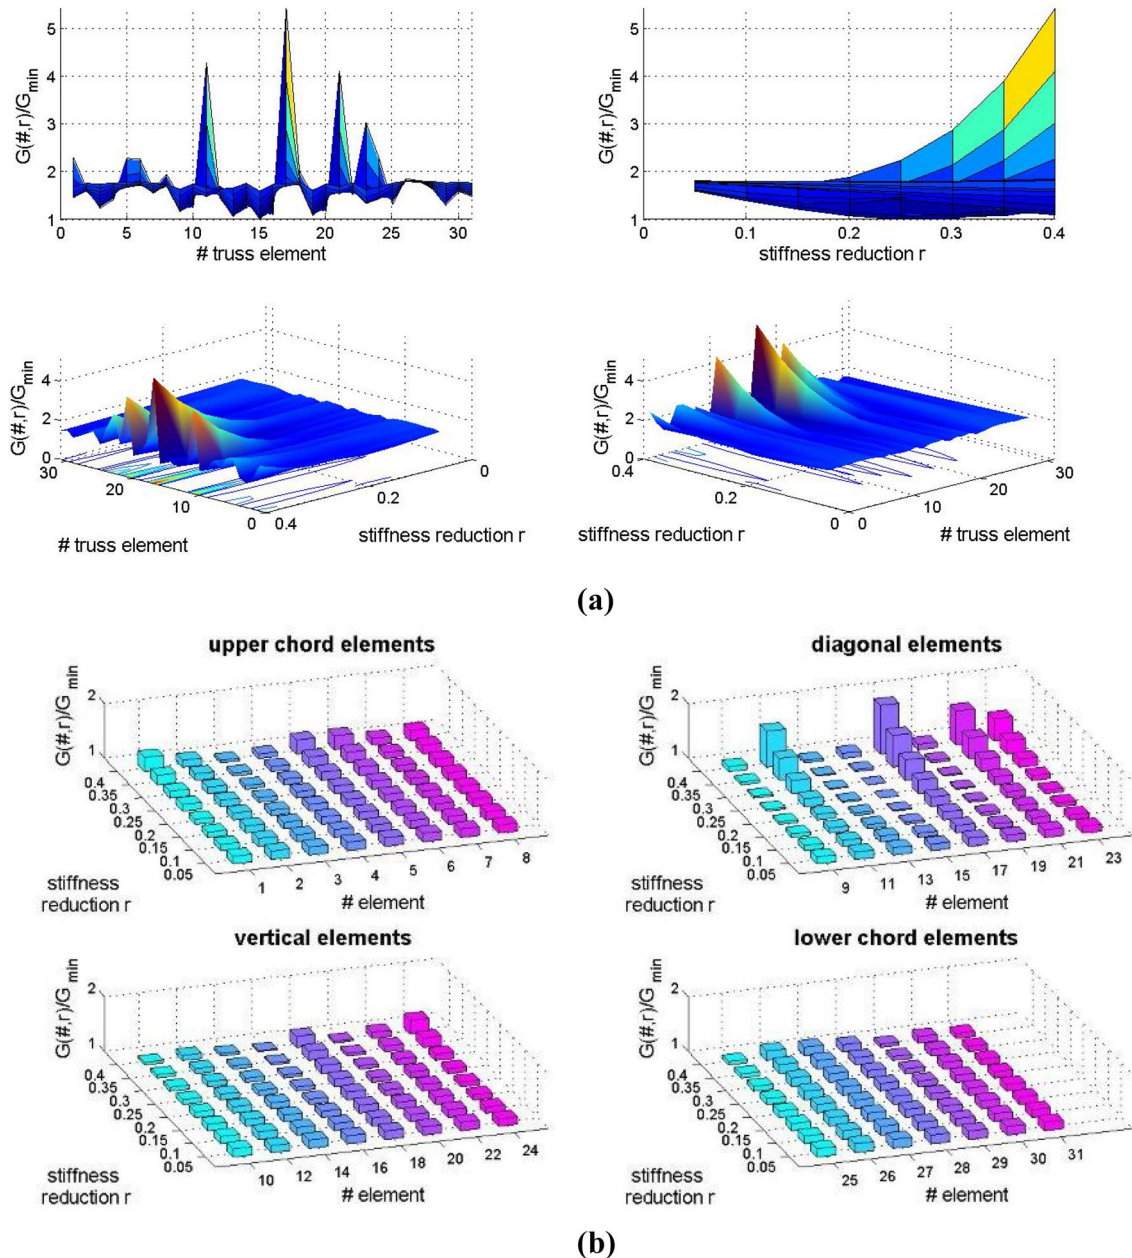 5
4
3
2
1
G(#,r)/Gmin
0 5 10 15 20 25 30
# truss element
5
4
3
2
1
G(#,r)/Gmin
0 0.1 0.2 0.3 0.4
stiffness reduction r
4
2
0
G(#,r)/Gmin
30 20 10 0
# truss element
0.4 0.2 0
stiffness reduction r
4
2
0
G(#,r)/Gmin
0.4 0.2 0
stiffness reduction r
0 10 20 30
# truss element
(a)
upper chord elements
2
1
G(#,r)/G min
0.4
0.35
0.3
0.25
0.2
0.15
0.1
0.05
stiffness
reduction r
1 2 3 4 5 6 7 8
# element
diagonal elements
2
1
G(#,r)/G min
0.4
0.35
0.3
0.25
0.2
0.15
0.1
0.05
stiffness
reduction r
9 11 13 15 17 19 21 23
# element
vertical elements
2
1
G(#,r)/G min
0.4
0.35
0.3
0.25
0.2
0.15
0.1
0.05
stiffness
reduction r
10 12 14 16 18 20 22 24
# element
lower chord elements
2
1
G(#,r)/G min
0.4
0.35
0.3
0.25
0.2
0.15
0.1
0.05
stiffness
reduction r
25 26 27 28 29 30 31
# element
(b)